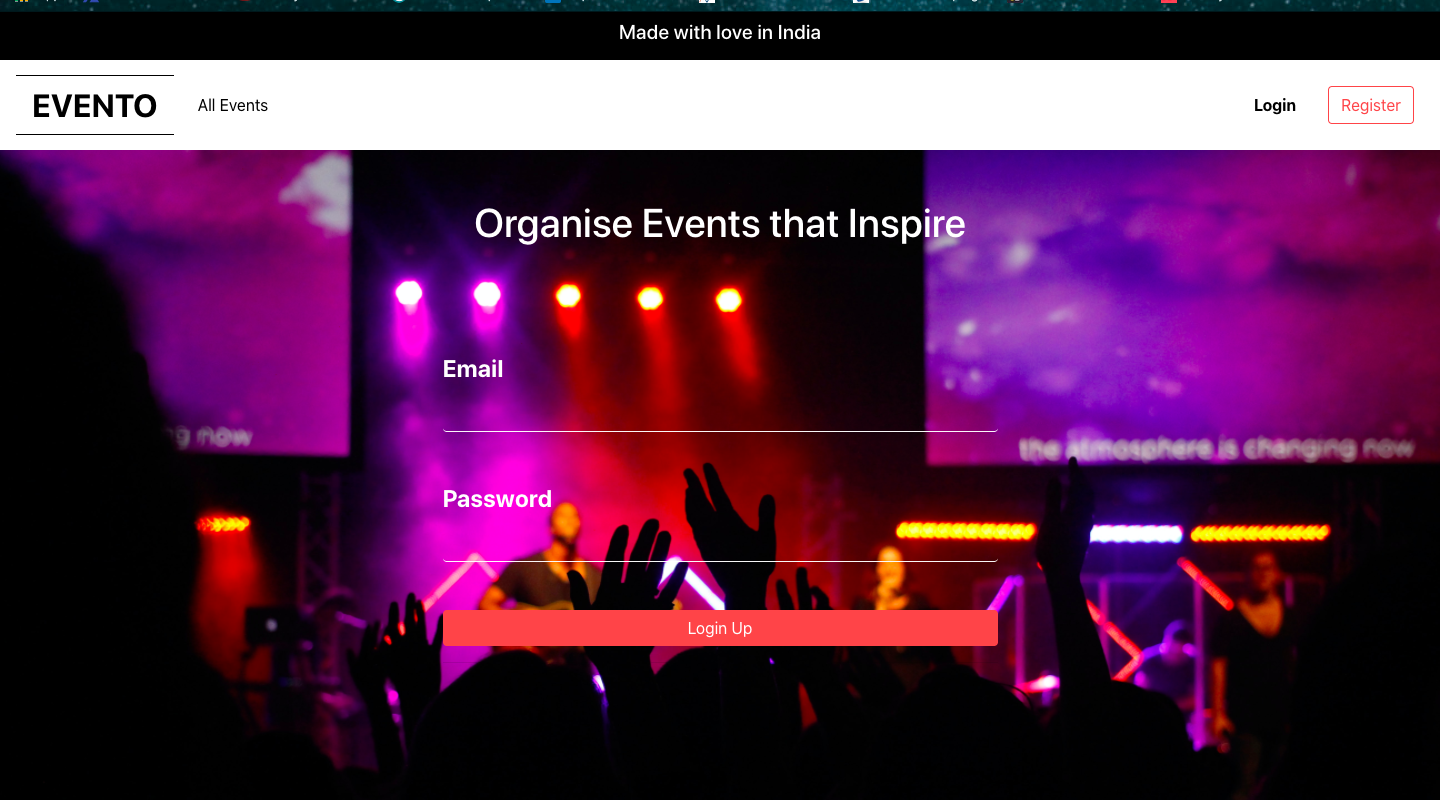 Made with love in India
EVENTO
All Events
Login
Register
Organise Events that Inspire
Email
now
the atmosphere is changing now
Password
Login Up